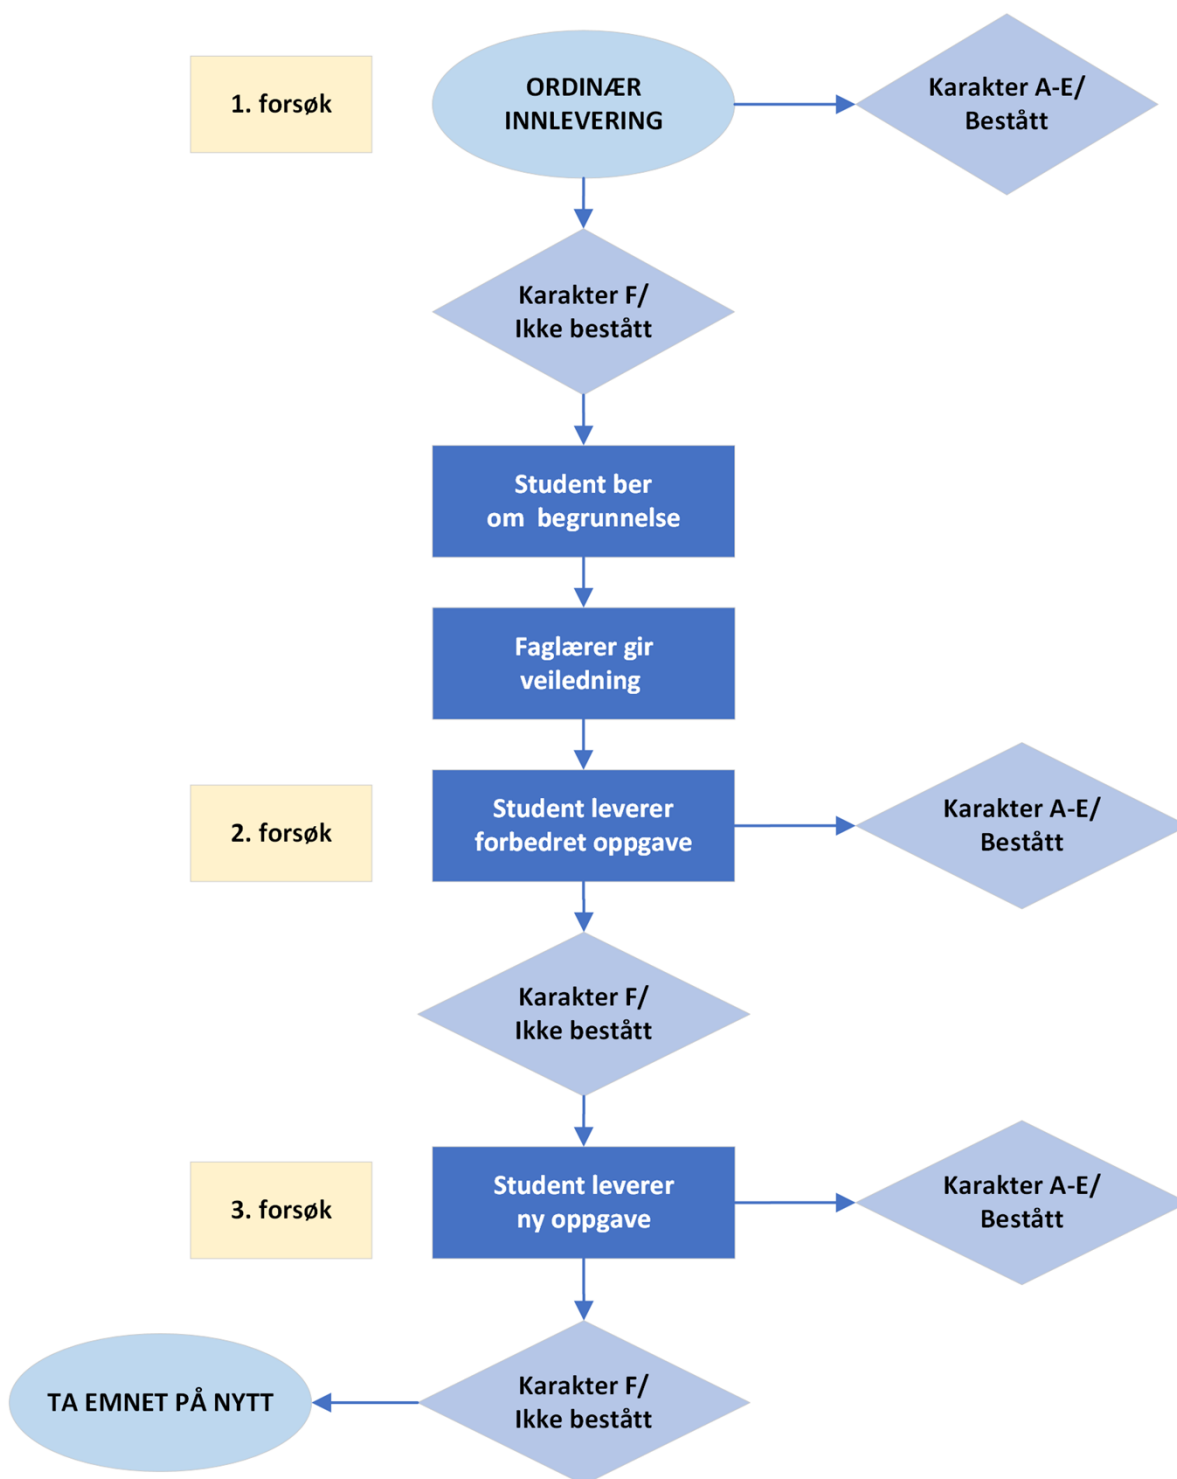 1. forsøk
ORDINÆR
INNLEVERING
Karakter A-E/
Bestått
Karakter F/
Ikke bestått
Student ber
om begrunnelse
Faglærer gir
veiledning
2. forsøk
Student leverer
forbedret oppgave
Karakter A-E/
Bestått
Karakter F/
Ikke bestått
3. forsøk
Student leverer
ny oppgave
Karakter A-E/
Bestått
TA EMNET PÅ NYTT
Karakter F/
Ikke bestått